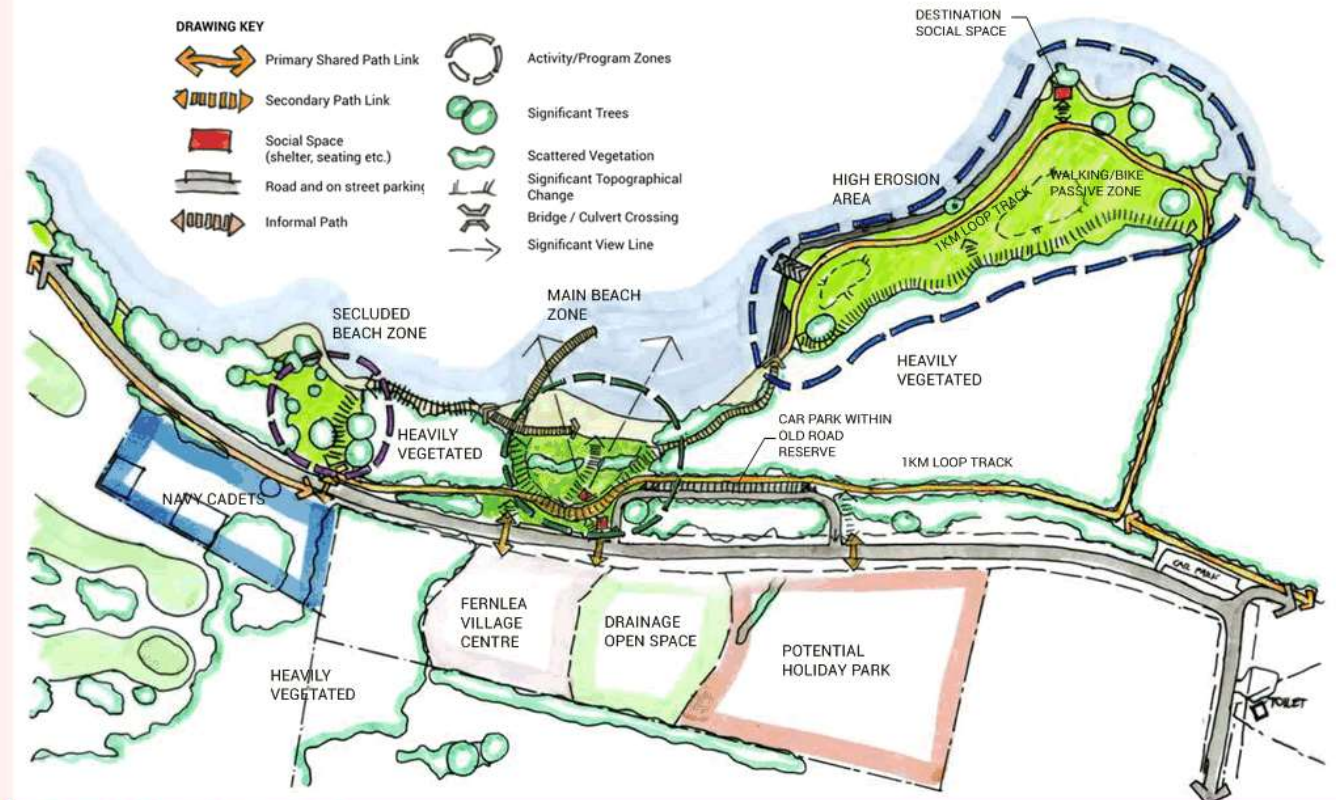 DRAWING KEY
Primary Shared Path Link
Secondary Path Link
Social Space
(shelter, seating etc.)
Road and on street parking
Informal Path
Activity/Program Zones
Significant Trees
Scattered Vegetation
Significant Topographical
Change
Bridge / Culvert Crossing
Significant View Line
DESTINATION
SOCIAL SPACE
HIGH EROSION
AREA
WALKING/BIKE
PASSIVE ZONE
1KM LOOP TRACK
MAIN BEACH
ZONE
SECLUDED
BEACH ZONE
HEAVILY
VEGETATED
HEAVILY
VEGETATED
CAR PARK WITHIN
OLD ROAD
RESERVE
1KM LOOP TRACK
NAVY CADETS
CAR PARK
FERNLEA
VILLAGE
CENTRE
DRAINAGE
OPEN SPACE
POTENTIAL
HOLIDAY PARK
HEAVILY
VEGETATED
TOILET